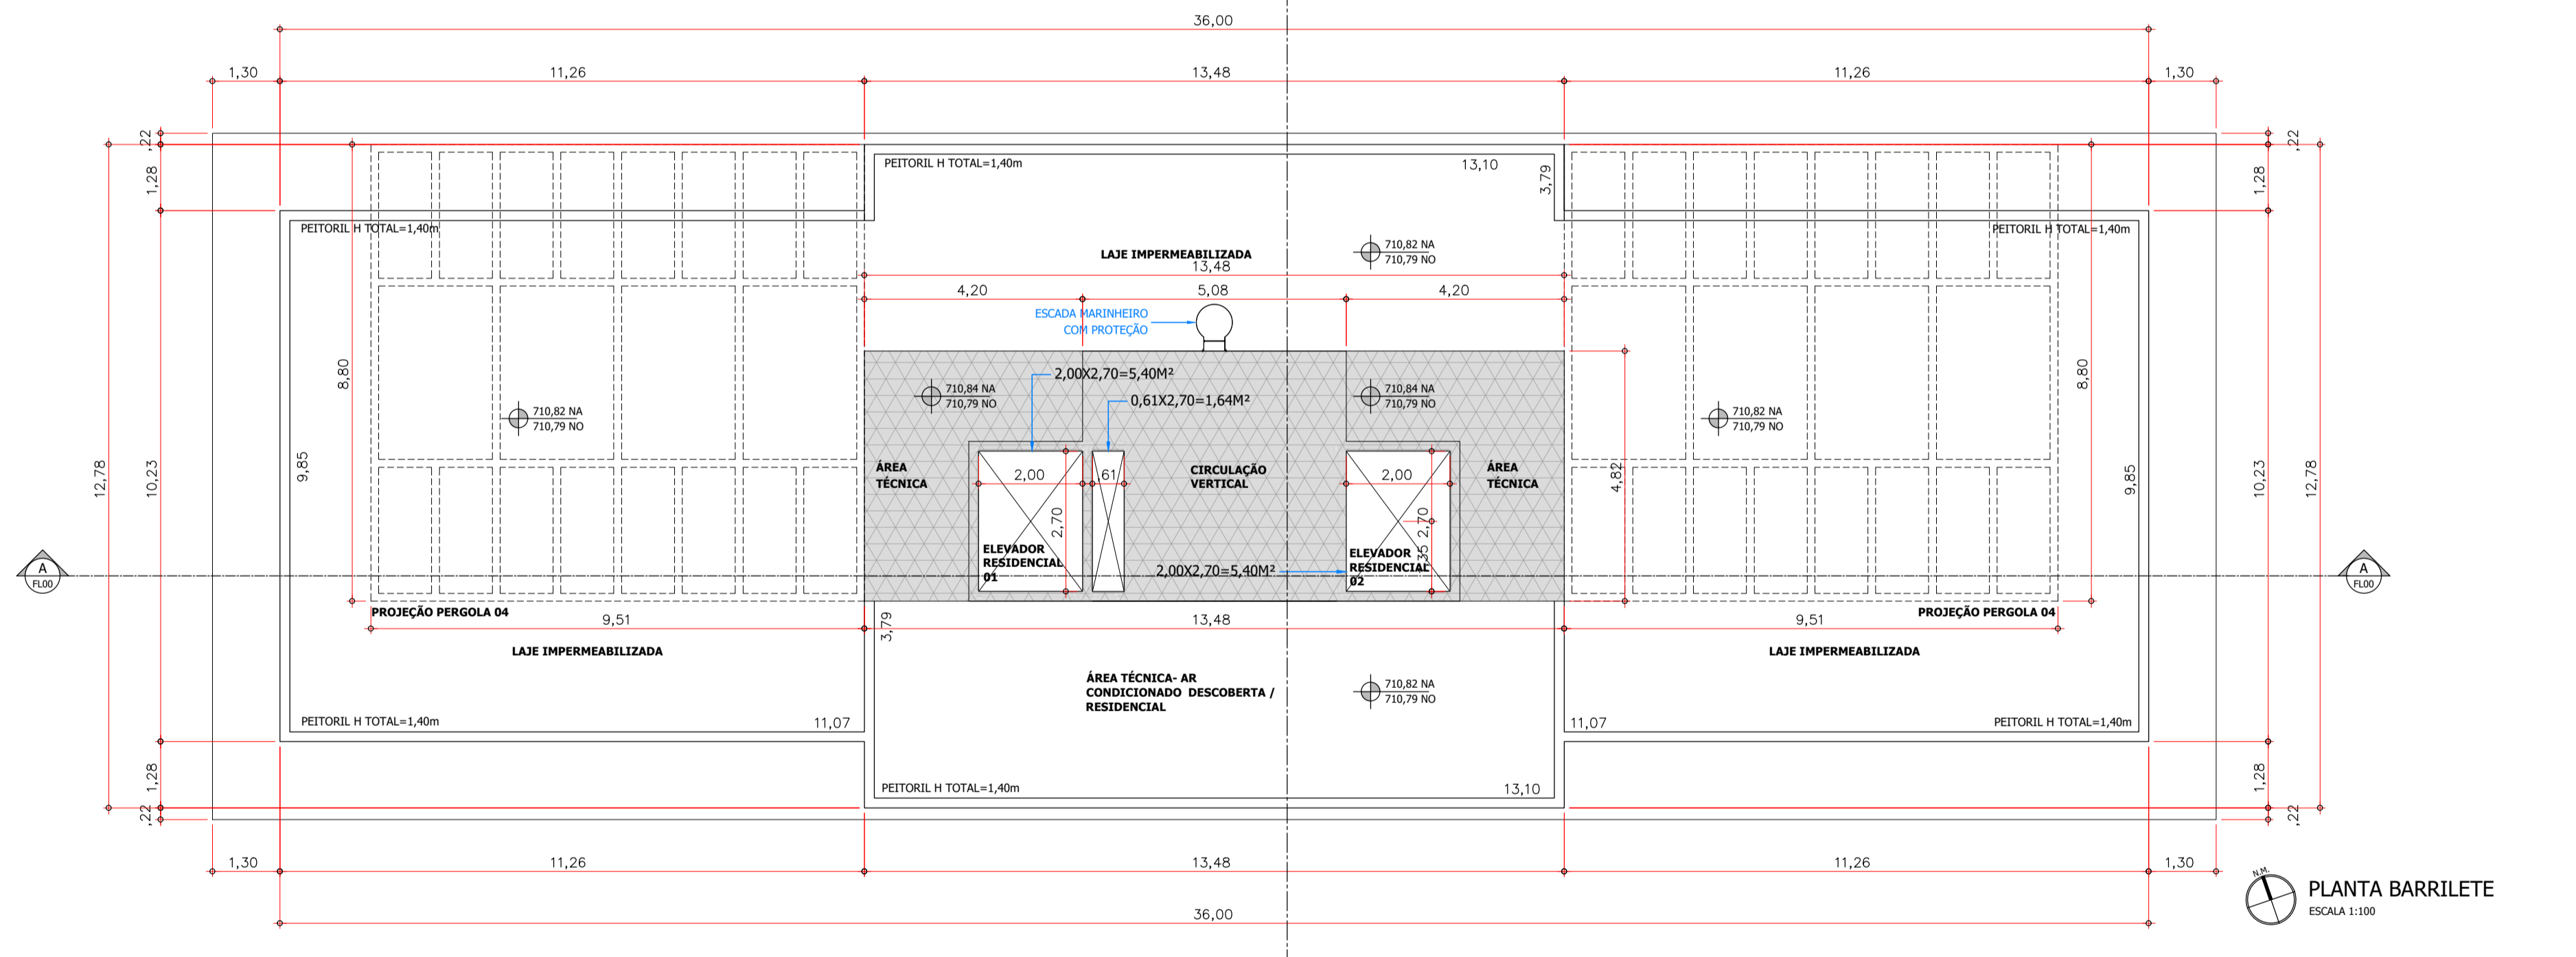 36,00
1,30
11,26
13,48
11,26
1,30
,22
1,28
,22
1,28
PEITORIL H TOTAL=1,40m
13,10
3,79
PEITORIL H TOTAL=1,40m
PEITORIL H TOTAL=1,40m
LAJE IMPERMEABILIZADA
710,82 NA
710,79 NO
13,48
4,20
5,08
4,20
ESCADA MARINHEIRO
COM PROTEÇÃO
8,80
8,80
2,00X2,70=5,40M²
0,61X2,70=1,64M²
710,84 NA
710,79 NO
710,84 NA
710,79 NO
710,82 NA
710,79 NO
710,82 NA
710,79 NO
12,78
10,23
9,85
ÁREA
TÉCNICA
2,00
,61
CIRCULAÇÃO
VERTICAL
2,00
ÁREA
TÉCNICA
4,82
9,85
10,23
12,78
2,70
2,70
ELEVADOR
RESIDENCIAL
01
ELEVADOR
RESIDENCIAL
02
2,00X2,70=5,40M²
A
FL00
A
FL00
PROJEÇÃO PERGOLA 04
PROJEÇÃO PERGOLA 04
9,51
3,79
13,48
9,51
LAJE IMPERMEABILIZADA
LAJE IMPERMEABILIZADA
ÁREA TÉCNICA- AR
CONDICIONADO DESCOBERTA /
RESIDENCIAL
710,82 NA
710,79 NO
PEITORIL H TOTAL=1,40m
11,07
11,07
PEITORIL H TOTAL=1,40m
1,28
,22
PEITORIL H TOTAL=1,40m
13,10
1,28
,22
1,30
11,26
13,48
11,26
1,30
36,00
N.M.
PLANTA BARRILETE
ESCALA 1:100